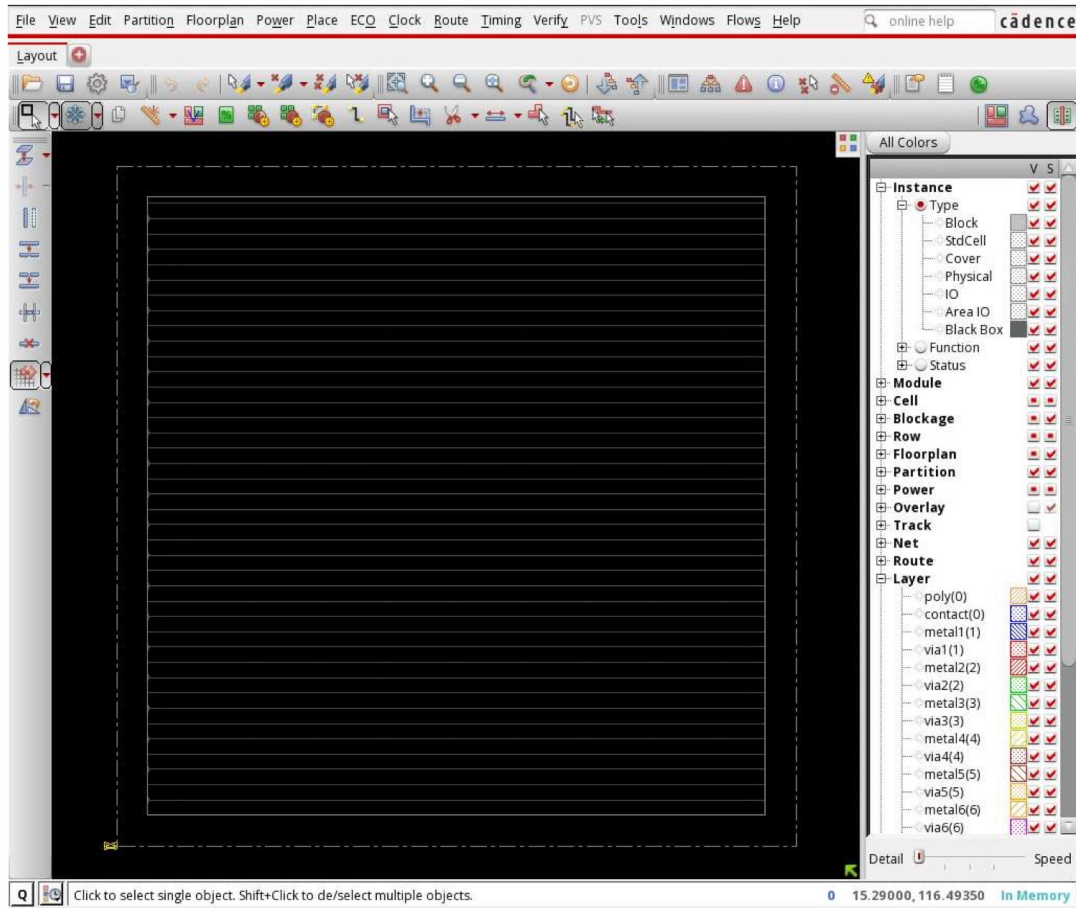 File View Edit Partition Floorplan Power Place ECO Clock Route Timing Verify PVS Tools Windows Flows Help online help cādence
Layout
All Colors
V S
Instance
Type
Block
StdCell
Cover
Physical
IO
Area IO
Black Box
Function
Status
Module
Cell
Blockage
Row
Floorplan
Partition
Power
Overlay
Track
Net
Route
Layer
poly(0)
contact(0)
metal1(1)
via1(1)
metal2(2)
via2(2)
metal3(3)
via3(3)
metal4(4)
via4(4)
metal5(5)
via5(5)
metal6(6)
via6(6)
Detail Speed
Q Click to select single object. Shift+Click to de/select multiple objects. 0 15.29000, 116.49350 In Memory